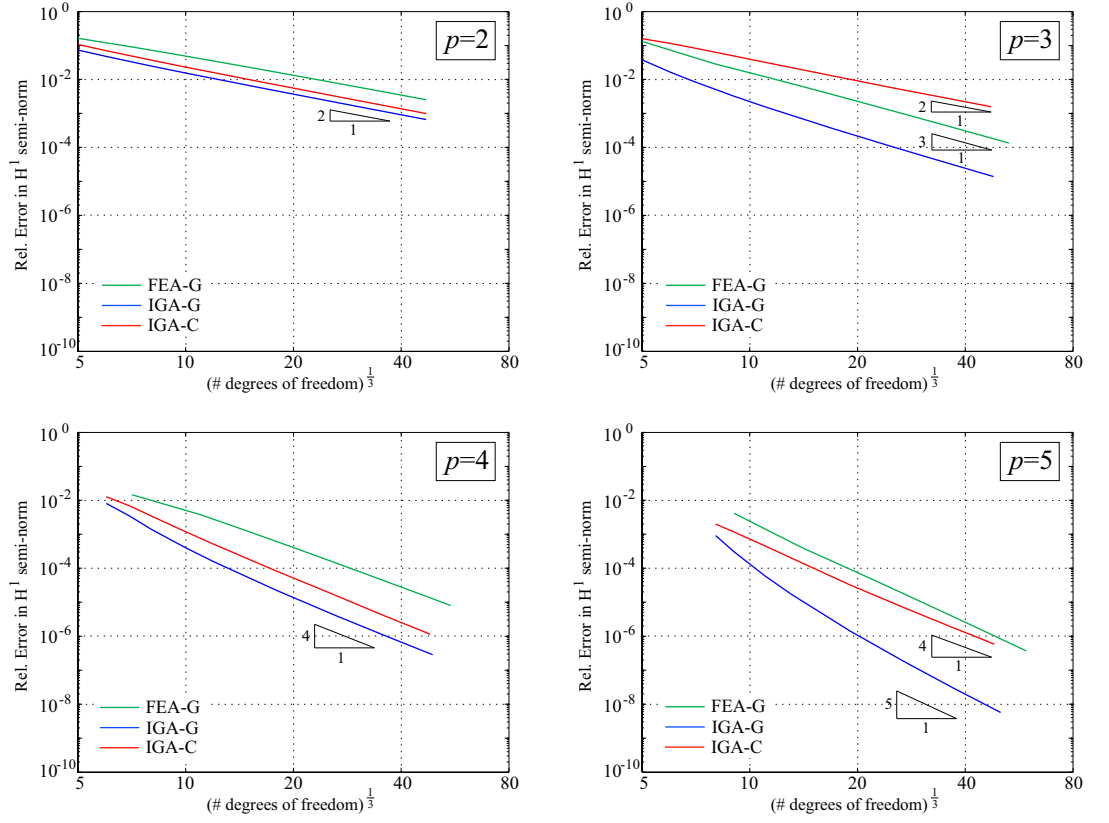 p=2
Rel. Error in H^1 semi-norm
10^0
10^-2
10^-4
10^-6
10^-8
10^-10
2
1
FEA-G
IGA-G
IGA-C
5 10 20 40 80
(# degrees of freedom)^1/3
p=3
Rel. Error in H^1 semi-norm
10^0
10^-2
10^-4
10^-6
10^-8
10^-10
2
1
3
1
FEA-G
IGA-G
IGA-C
5 10 20 40 80
(# degrees of freedom)^1/3
p=4
Rel. Error in H^1 semi-norm
10^0
10^-2
10^-4
10^-6
10^-8
10^-10
4
1
FEA-G
IGA-G
IGA-C
5 10 20 40 80
(# degrees of freedom)^1/3
p=5
Rel. Error in H^1 semi-norm
10^0
10^-2
10^-4
10^-6
10^-8
10^-10
4
1
5
1
FEA-G
IGA-G
IGA-C
5 10 20 40 80
(# degrees of freedom)^1/3